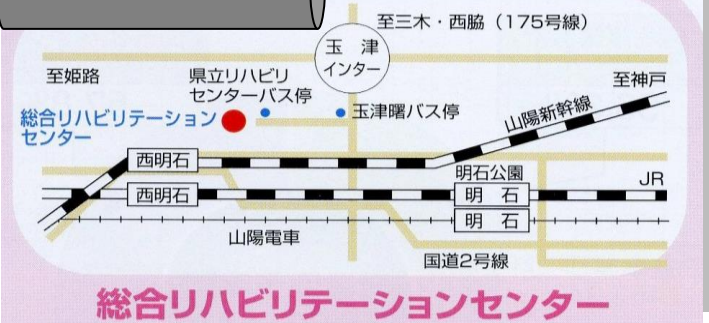 至三木・西脇（175号線）
玉 津
インター
至姫路
県立リハビリ
センターバス停
至神戸
総合リハビリテーション
センター
玉津曙バス停
山陽新幹線
西明石
明石公園
JR
西明石
明 石
明 石
山陽電車
国道2号線
総合リハビリテーションセンター